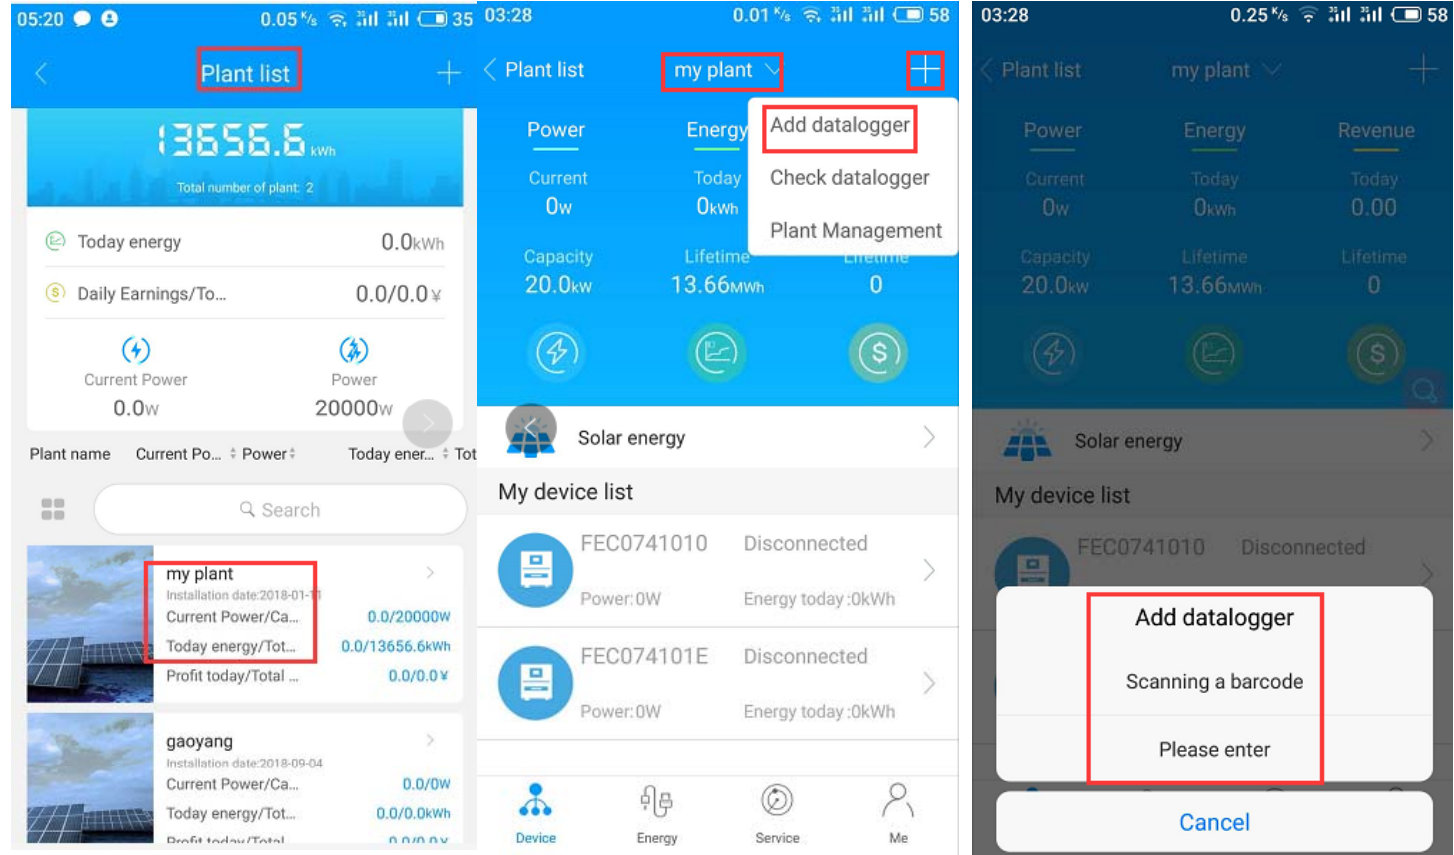 05:20
0.05 K/s
35
Plant list
13656.6 kWh
Total number of plant: 2
Today energy
0.0kWh
Daily Earnings/To...
0.0/0.0 ¥
Current Power
Power
0.0W
20000W
Plant name
Current Po...
Power
Today ener...
Tot
Search
my plant
Installation date:2018-01-11
Current Power/Ca...
0.0/20000W
Today energy/Tot...
0.0/13656.6kWh
Profit today/Total ...
0.0/0.0 ¥
gaoyang
Installation date:2018-09-04
Current Power/Ca...
0.0/0W
Today energy/Tot...
0.0/0.0kWh
Profit today/Total
0.0/0.0 ¥
03:28
0.01 K/s
58
Plant list
my plant
Add datalogger
Check datalogger
Plant Management
Power
Energy
Current
Today
0W
0kWh
Capacity
Lifetime
Lifetime
20.0kW
13.66MWh
0
Solar energy
My device list
FEC0741010
Disconnected
Power:0W
Energy today :0kWh
FEC074101E
Disconnected
Power:0W
Energy today :0kWh
Device
Energy
Service
Me
03:28
0.25 K/s
58
Plant list
my plant
Power
Energy
Revenue
Current
Today
Today
0W
0kWh
0.00
Capacity
Lifetime
Lifetime
20.0kW
13.66MWh
0
Solar energy
My device list
FEC0741010
Disconnected
Add datalogger
Scanning a barcode
Please enter
Cancel